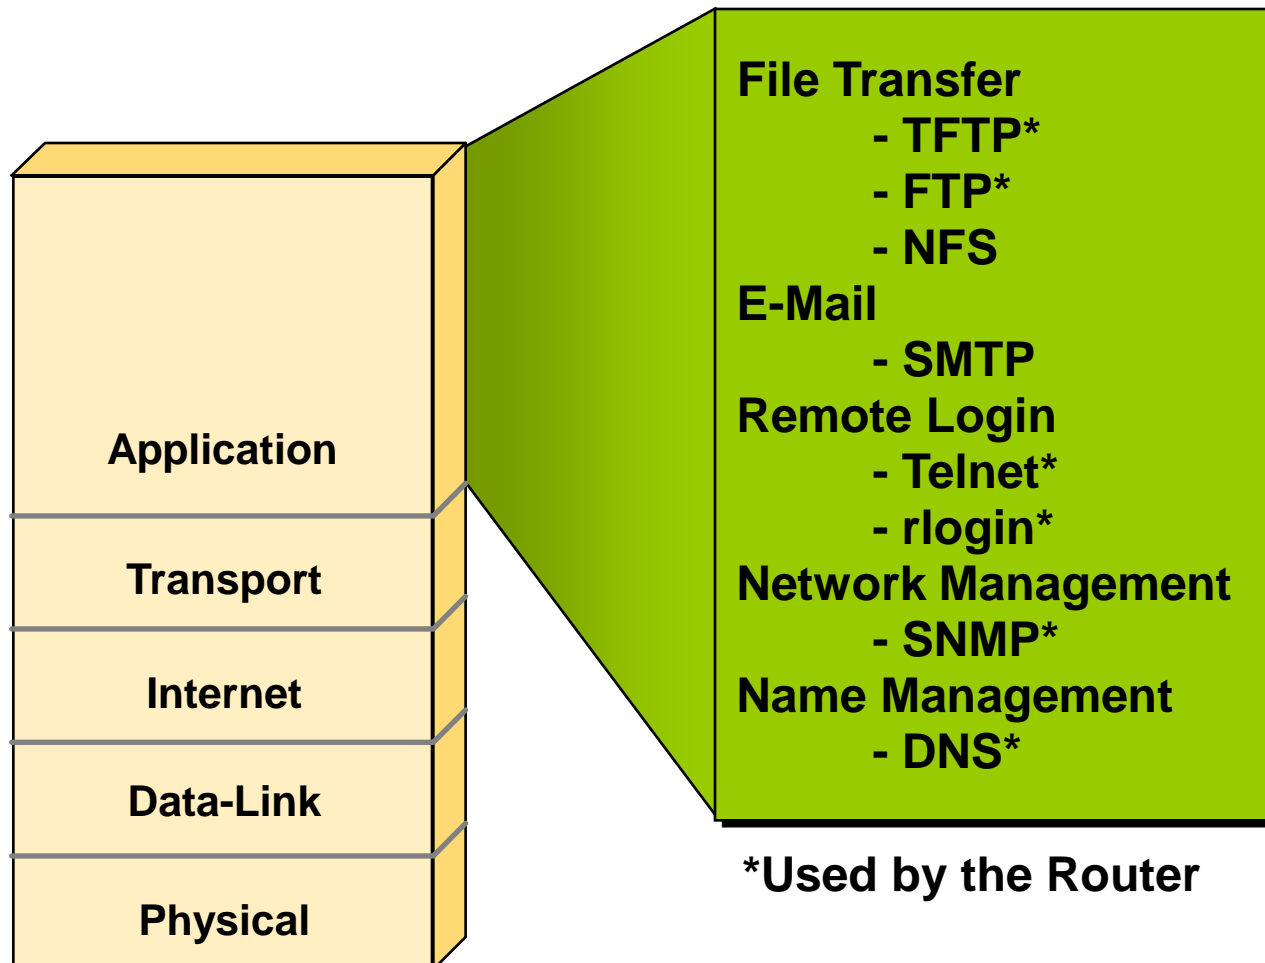 File Transfer
- TFTP*
- FTP*
- NFS
E-Mail
- SMTP
Remote Login
- Telnet*
- rlogin*
Network Management
- SNMP*
Name Management
- DNS*
*Used by the Router
Application
Transport
Internet
Data-Link
Physical